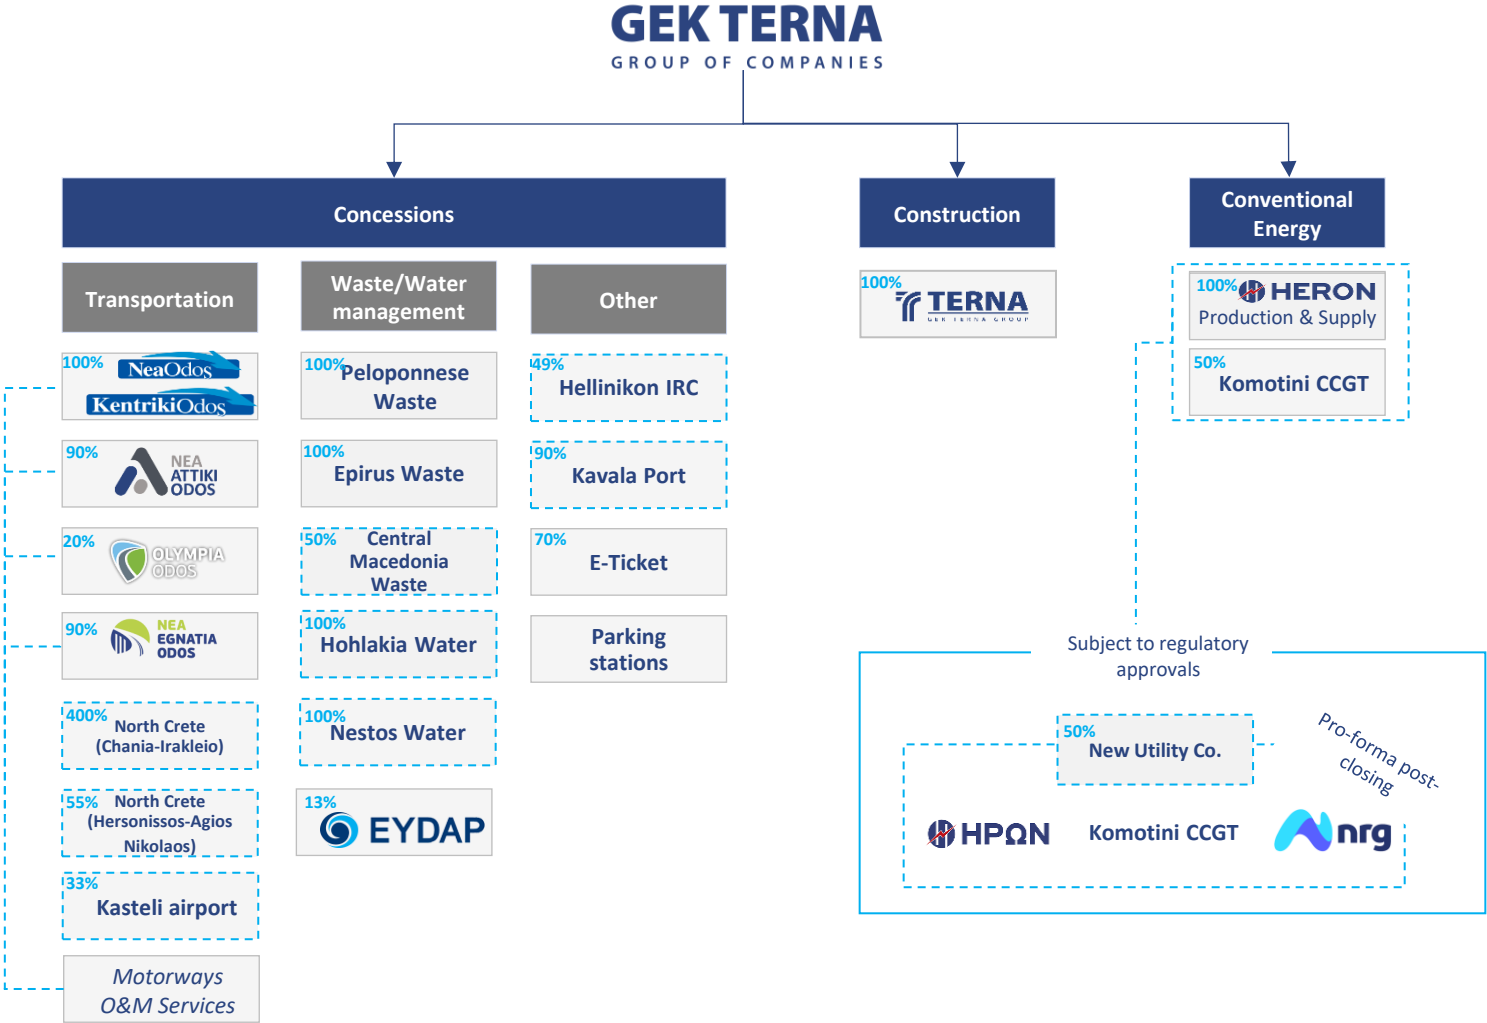 GEK TERNA
GROUP OF COMPANIES
Concessions
Construction
Conventional
Energy
Transportation
Waste/Water
management
Other
100%
NeaOdos
KentrikiOdos
90%
NEA
ATTIKI
ODOS
20%
OLYMPIA
ODOS
90%
NEA
EGNATIA
ODOS
400%
North Crete
(Chania-Irakleio)
55%
North Crete
(Hersonissos-Agios
Nikolaos)
33%
Kasteli airport
Motorways
O&M Services
100%
Peloponnese
Waste
100%
Epirus Waste
50%
Central
Macedonia
Waste
100%
Hohlakia Water
100%
Nestos Water
13%
EYDAP
49%
Hellinikon IRC
90%
Kavala Port
70%
E-Ticket
Parking
stations
100%
TERNA
GEK TERNA GROUP
100%
HERON
Production & Supply
50%
Komotini CCGT
Subject to regulatory
approvals
50%
New Utility Co.
Pro-forma post-
closing
ΗΡΩΝ
Komotini CCGT
nrg